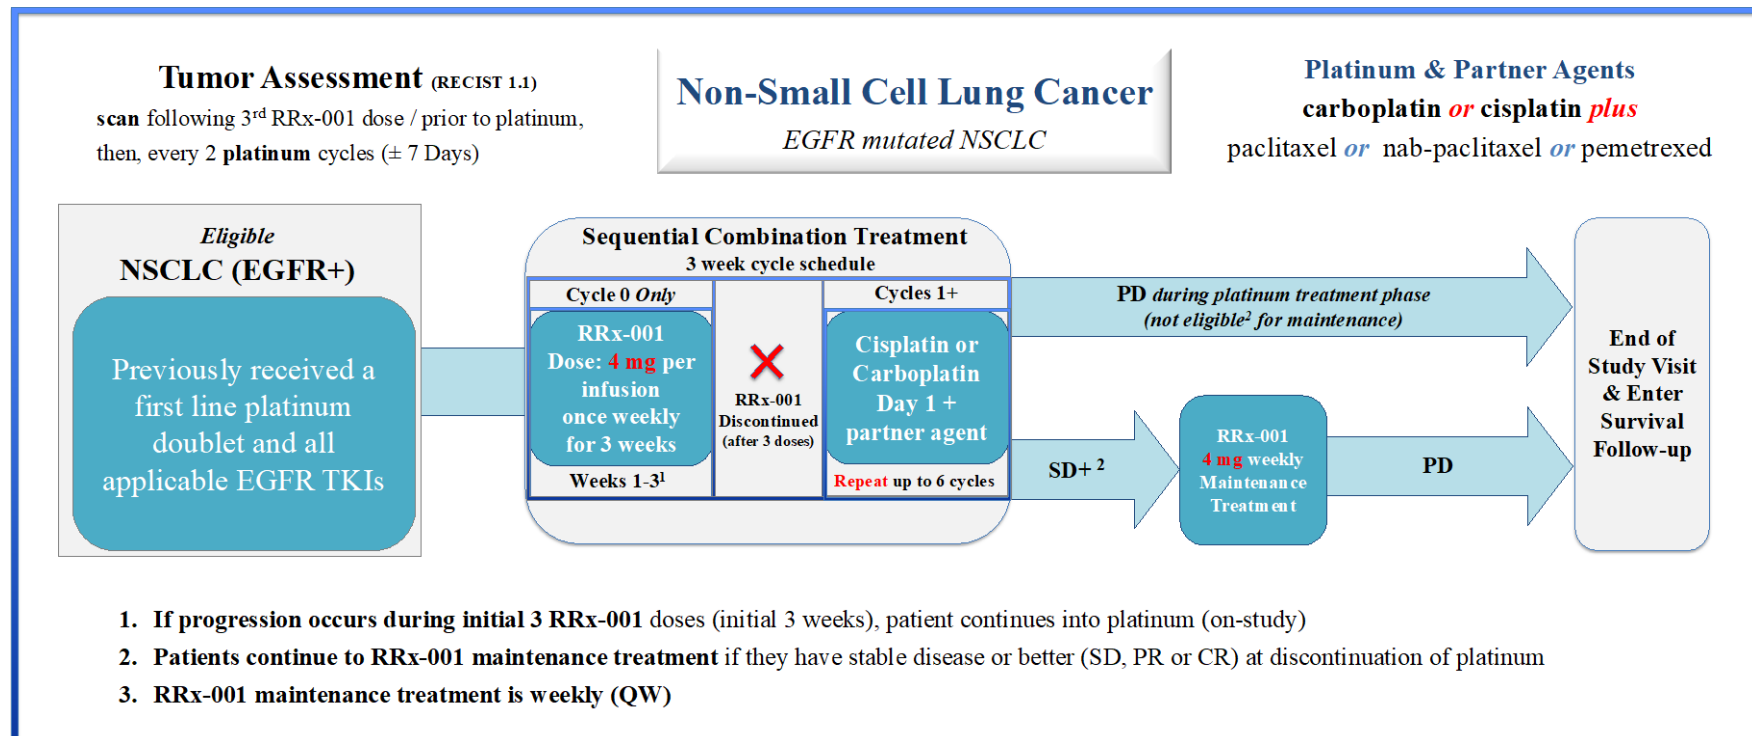 Tumor Assessment (RECIST 1.1)
scan following 3rd RRx-001 dose / prior to platinum,
then, every 2 platinum cycles (± 7 Days)
Non-Small Cell Lung Cancer
EGFR mutated NSCLC
Platinum & Partner Agents
carboplatin or cisplatin plus
paclitaxel or nab-paclitaxel or pemetrexed
Eligible
NSCLC (EGFR+)
Previously received a
first line platinum
doublet and all
applicable EGFR TKIs
Sequential Combination Treatment
3 week cycle schedule
Cycle 0 Only
RRx-001
Dose: 4 mg per
infusion
once weekly
for 3 weeks
Weeks 1-3¹
RRx-001
Discontinued
(after 3 doses)
Cycles 1+
Cisplatin or
Carboplatin
Day 1 +
partner agent
Repeat up to 6 cycles
PD during platinum treatment phase
(not eligible² for maintenance)
SD+ ²
RRx-001
4 mg weekly
Maintenance
Treatment
PD
End of
Study Visit
& Enter
Survival
Follow-up
1. If progression occurs during initial 3 RRx-001 doses (initial 3 weeks), patient continues into platinum (on-study)
2. Patients continue to RRx-001 maintenance treatment if they have stable disease or better (SD, PR or CR) at discontinuation of platinum
3. RRx-001 maintenance treatment is weekly (QW)